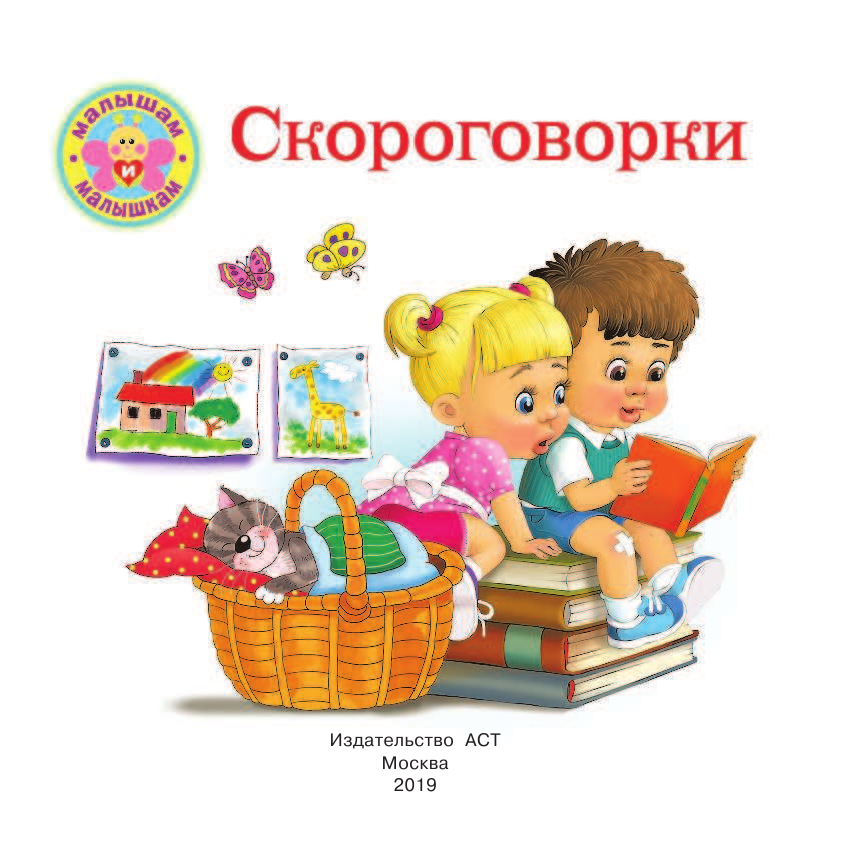 МАЛЫШАМ
И
МАЛЫШКАМ
Скороговорки
Издательство АСТ
Москва
2019